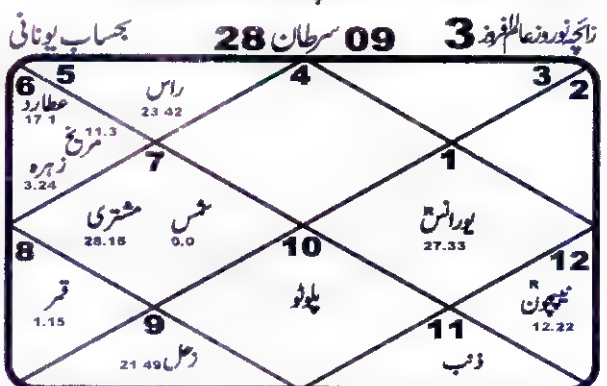 زائچہ نوروز عالم افروز 3
09 سرطان 28
بحساب یونانی
2
3
4
5
6
راس
23 42
عطارد
17 1
مریخ
11.3
زہرہ
3.24
7
1
مشتری
28.15
شمس
0.0
یورانس R
27.33
8
10
12
قمر
1.15
پلوٹو
نیپچون R
12.22
9
11
زحل
21 49
ذنب